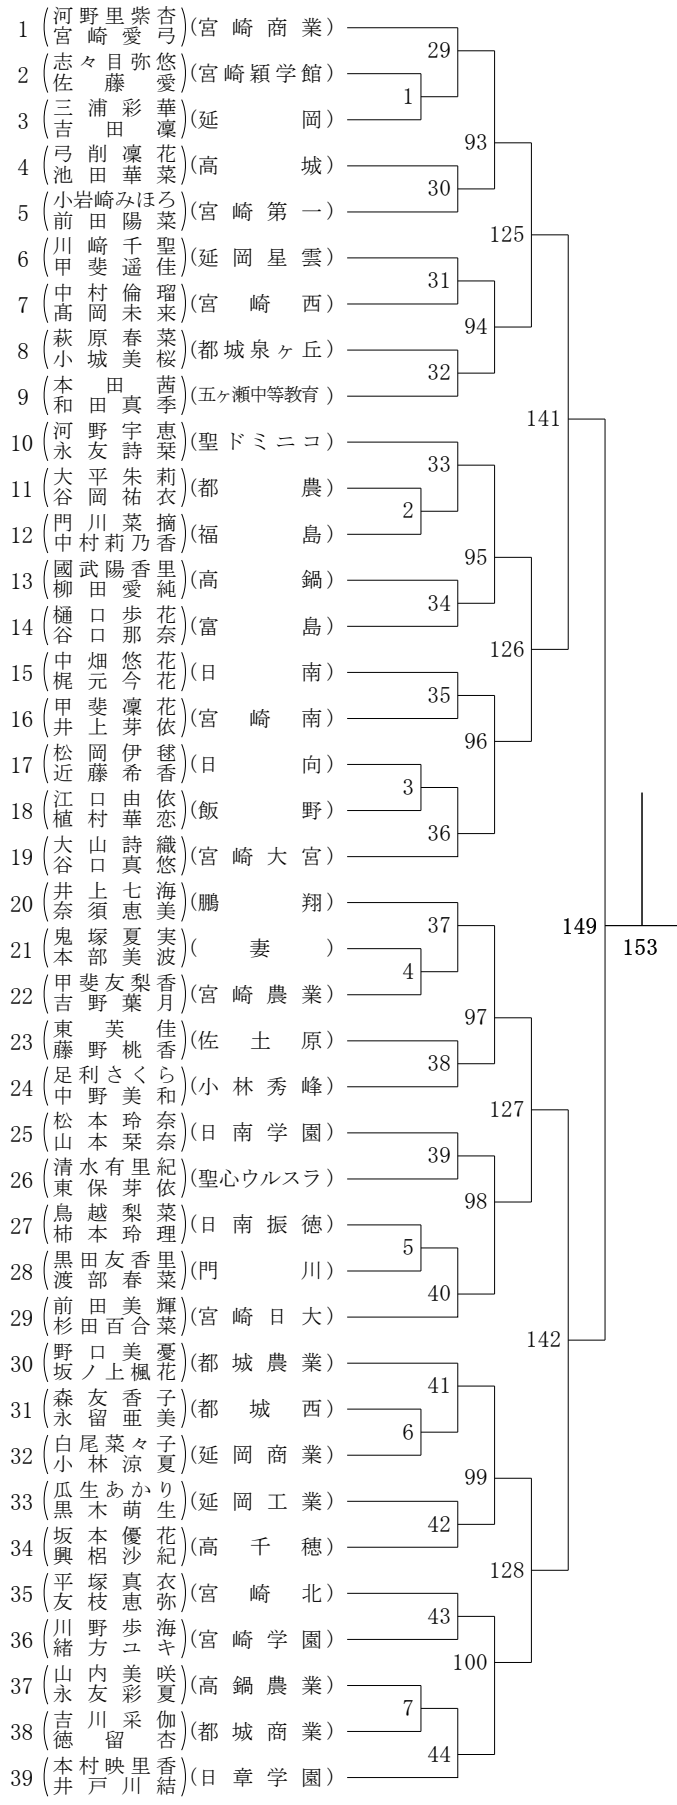 1 (河野里紫杏 宮崎愛弓) (宮崎商業)
2 (志々目弥悠 佐藤愛) (宮崎穎学館)
3 (三浦彩華 吉田凜) (延岡)
4 (弓削凜花 池田華菜) (高城)
5 (小岩崎みほろ 前田陽菜) (宮崎第一)
6 (川﨑千聖 甲斐遥佳) (延岡星雲)
7 (中村倫瑠 髙岡未来) (宮崎西)
8 (萩原春菜 小城美桜) (都城泉ヶ丘)
9 (本田茜 和田真季) (五ヶ瀬中等教育)
10 (河野宇恵 永友詩栞) (聖ドミニコ)
11 (大平朱莉 谷岡祐衣) (都農)
12 (門川菜摘 中村莉乃香) (福島)
13 (國武陽香里 柳田愛純) (高鍋)
14 (樋口歩花 谷口那奈) (富島)
15 (中畑悠花 梶元今花) (日南)
16 (甲斐凜花 井上芽依) (宮崎南)
17 (松岡伊毬 近藤希香) (日向)
18 (江口由依 植村華恋) (飯野)
19 (大山詩織 谷口真悠) (宮崎大宮)
20 (井上七海 奈須恵美) (鵬翔)
21 (鬼塚夏実 本部美波) (妻)
22 (甲斐友梨香 吉野葉月) (宮崎農業)
23 (東芙佳 藤野桃香) (佐土原)
24 (足利さくら 中野美和) (小林秀峰)
25 (松本玲奈 山本栞奈) (日南学園)
26 (清水有里紀 東保芽依) (聖心ウルスラ)
27 (鳥越梨菜 柿本玲理) (日南振徳)
28 (黒田友香里 渡部春菜) (門川)
29 (前田美輝 杉田百合菜) (宮崎日大)
30 (野口美憂 坂ノ上楓花) (都城農業)
31 (森友香子 永留亜美) (都城西)
32 (白尾菜々子 小林涼夏) (延岡商業)
33 (瓜生あかり 黒木萌生) (延岡工業)
34 (坂本優花 興梠沙紀) (高千穂)
35 (平塚真衣 友枝恵弥) (宮崎北)
36 (川野歩海 緒方ユキ) (宮崎学園)
37 (山内美咲 永友彩夏) (高鍋農業)
38 (吉川采伽 徳留杏) (都城商業)
39 (本村映里香 井戸川結) (日章学園)
1
2
3
4
5
6
7
29
30
31
32
33
34
35
36
37
38
39
40
41
42
43
44
93
94
95
96
97
98
99
100
125
126
127
128
141
142
149
153